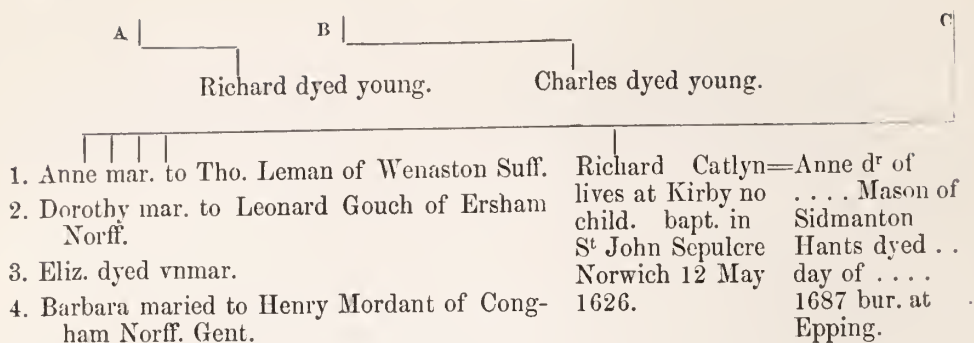 A B C
Richard dyed young. Charles dyed young.
1. Anne mar. to Tho. Leman of Wenaston Suff.
2. Dorothy mar. to Leonard Gouch of Ersham
Norff.
3. Eliz. dyed vnmar.
4. Barbara maried to Henry Mordant of Cong-
ham Norff. Gent.
Richard Catlyn=Anne dʳ of
lives at Kirby no
child. bapt. in
Sᵗ John Sepulcre
Norwich 12 May
1626.
. . . . Mason of
Sidmanton
Hants dyed . .
day of . . . .
1687 bur. at
Epping.